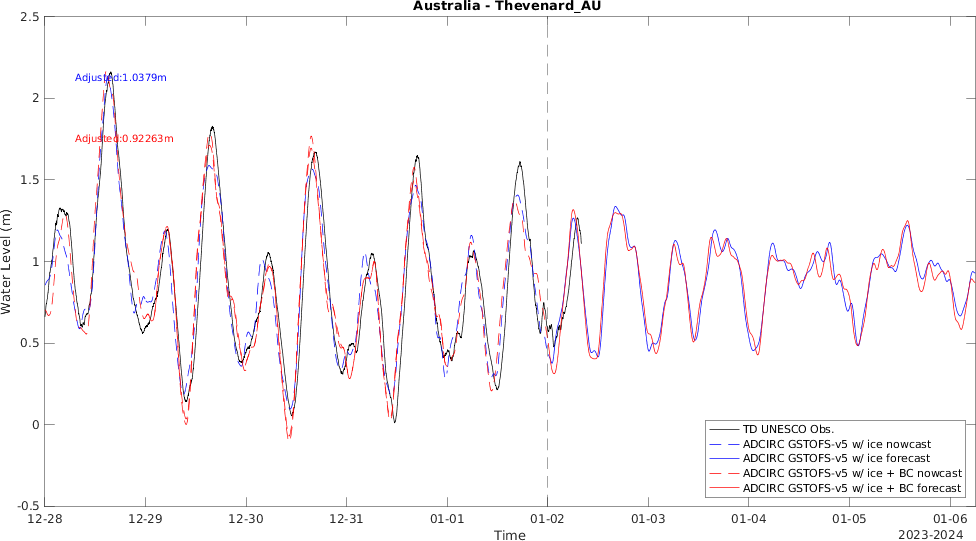 Australia - Thevenard_AU
2.5
2
1.5
1
0.5
0
-0.5
Water Level (m)
Adjusted:1.0379m
Adjusted:0.92263m
TD UNESCO Obs.
ADCIRC GSTOFS-v5 w/ ice nowcast
ADCIRC GSTOFS-v5 w/ ice forecast
ADCIRC GSTOFS-v5 w/ ice + BC nowcast
ADCIRC GSTOFS-v5 w/ ice + BC forecast
12-28 12-29 12-30 12-31 01-01 01-02 01-03 01-04 01-05 01-06
Time
2023-2024